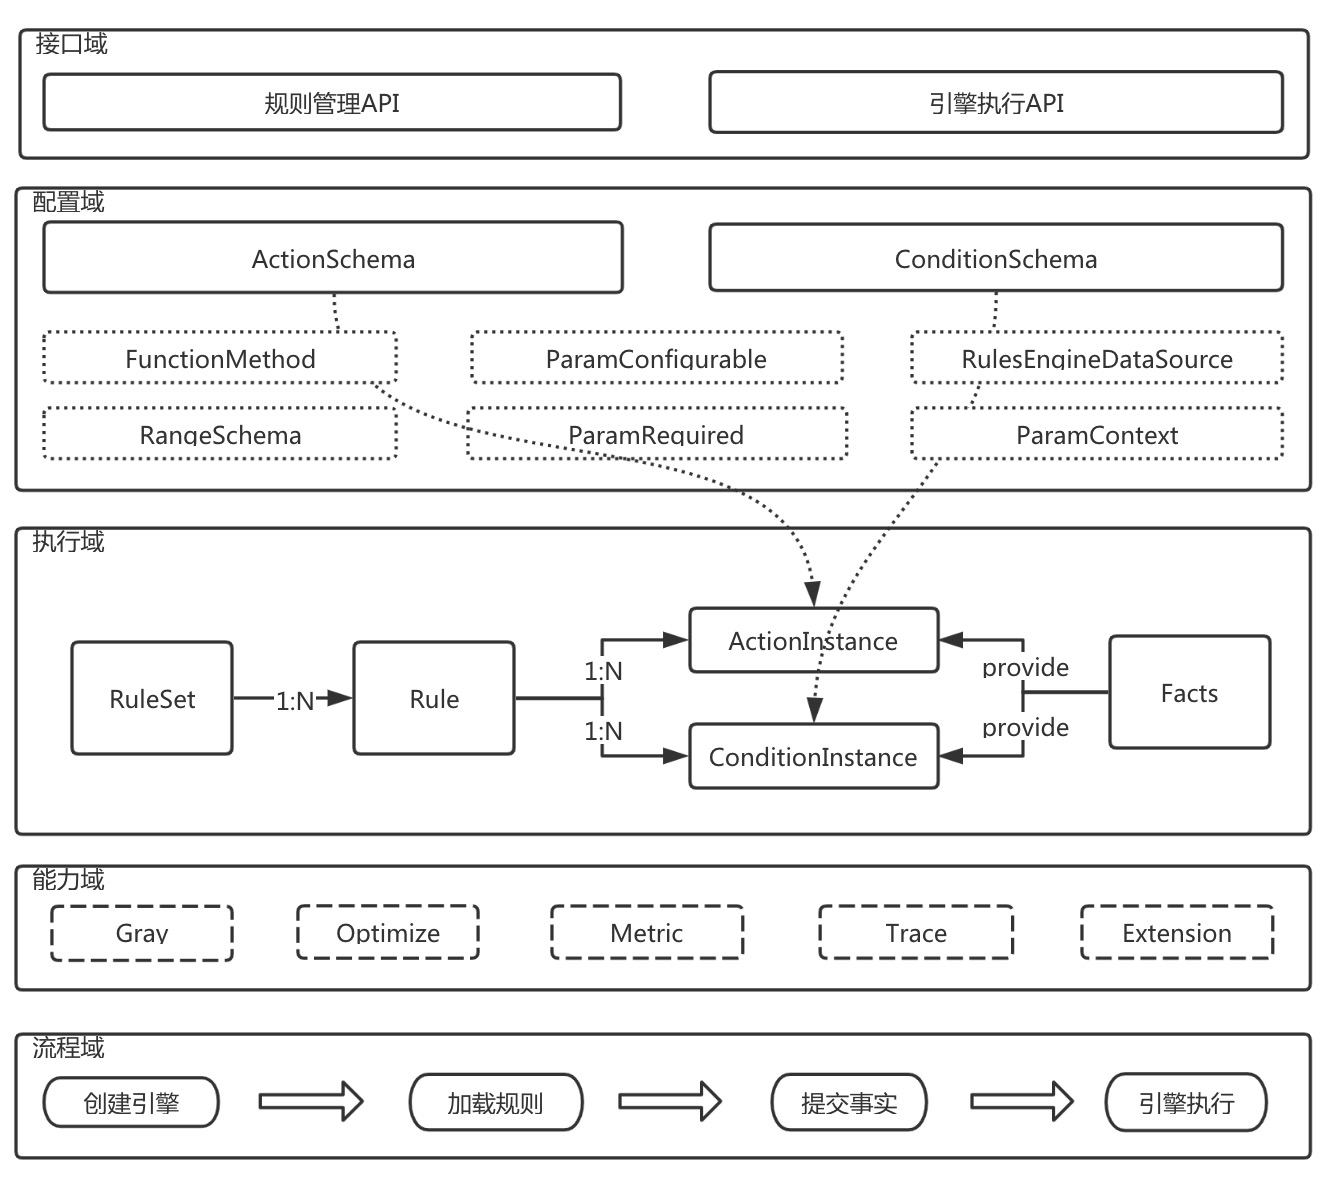 接口域
规则管理API
引擎执行API
配置域
ActionSchema
ConditionSchema
FunctionMethod
ParamConfigurable
RulesEngineDataSource
RangeSchema
ParamRequired
ParamContext
执行域
RuleSet
1:N
Rule
1:N
1:N
ActionInstance
ConditionInstance
provide
provide
Facts
能力域
Gray
Optimize
Metric
Trace
Extension
流程域
创建引擎
加载规则
提交事实
引擎执行